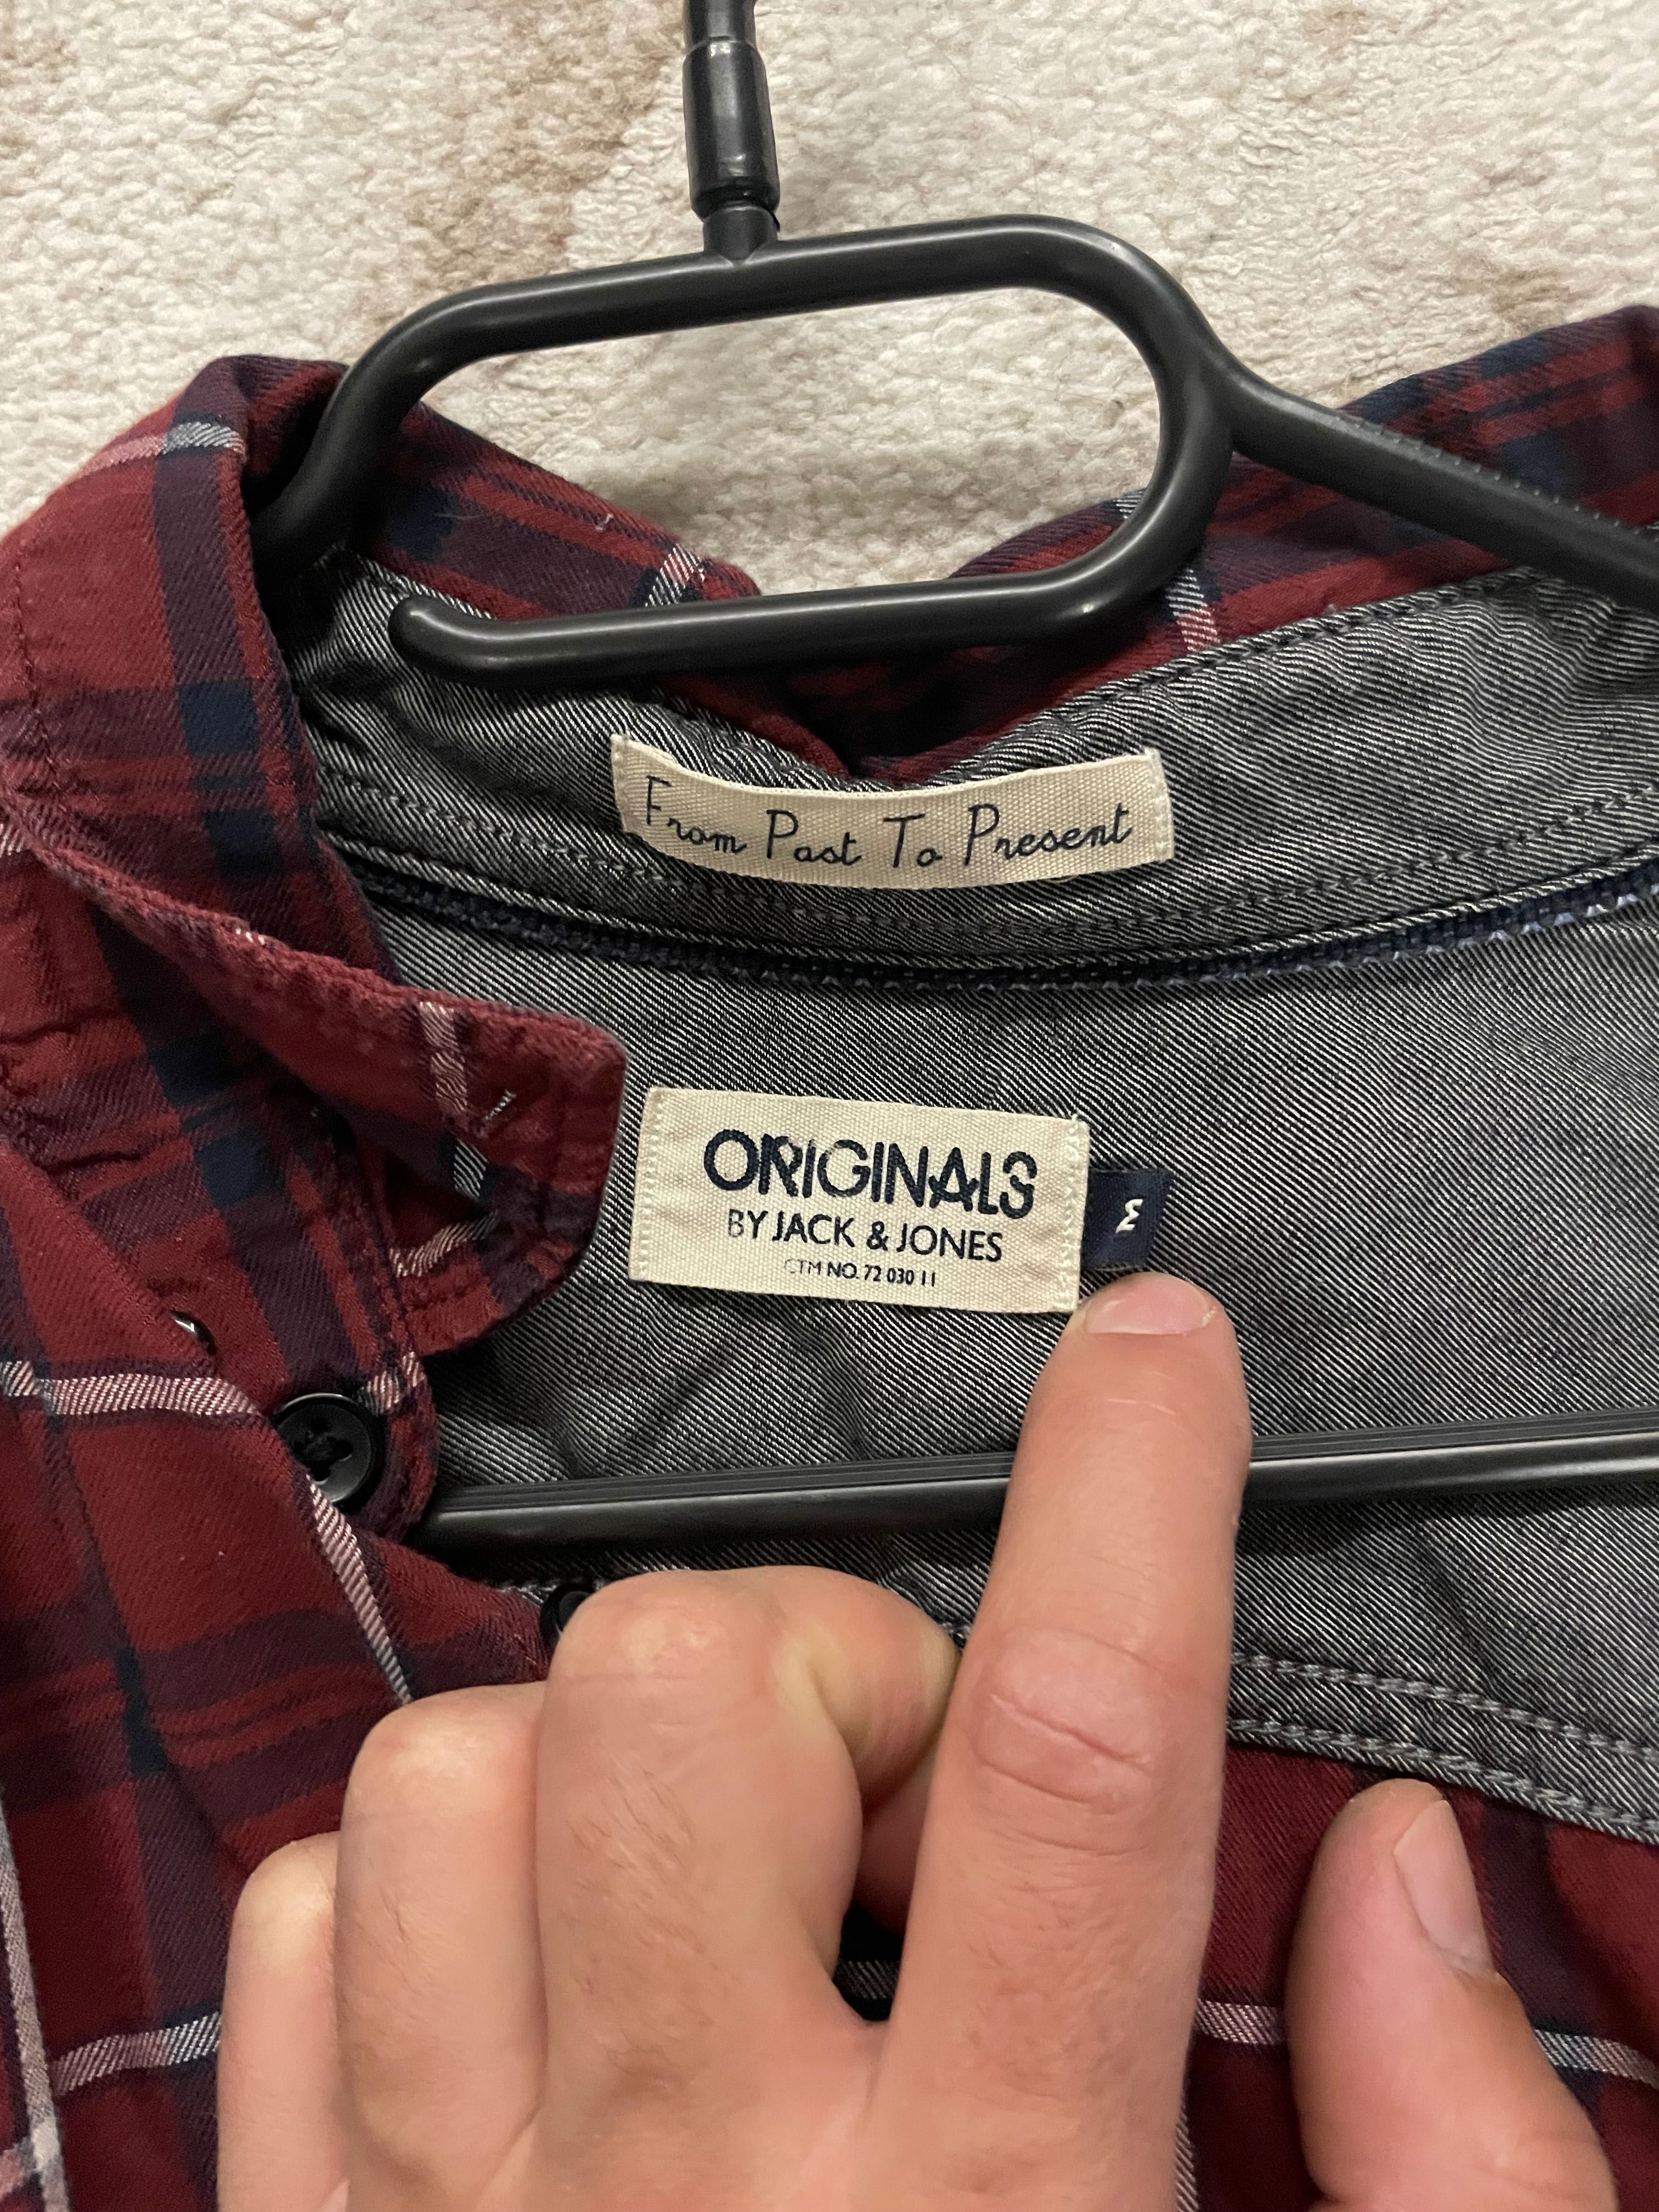 From Past To Present
ORIGINALS
BY JACK & JONES
CTM NO. 72 030 11
M